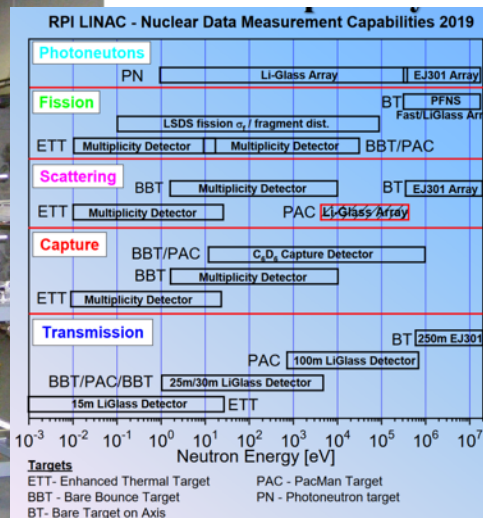 RPI LINAC - Nuclear Data Measurement Capabilities 2019
Photoneutrons
PN Li-Glass Array EJ301 Array
Fission
BT PFNS
Fast/LiGlass Arr
LSDS fission σf / fragment dist.
ETT Multiplicity Detector Multiplicity Detector BBT/PAC
Scattering
BBT Multiplicity Detector BT EJ301 Array
ETT Multiplicity Detector PAC Li-Glass Array
Capture
BBT/PAC C6D6 Capture Detector
BBT Multiplicity Detector
ETT Multiplicity Detector
Transmission
BT 250m EJ301
PAC 100m LiGlass Detector
BBT/PAC/BBT 25m/30m LiGlass Detector
15m LiGlass Detector ETT
10⁻³ 10⁻² 10⁻¹ 10⁰ 10¹ 10² 10³ 10⁴ 10⁵ 10⁶ 10⁷
Neutron Energy [eV]
Targets
ETT- Enhanced Thermal Target PAC - PacMan Target
BBT - Bare Bounce Target PN - Photoneutron target
BT- Bare Target on Axis